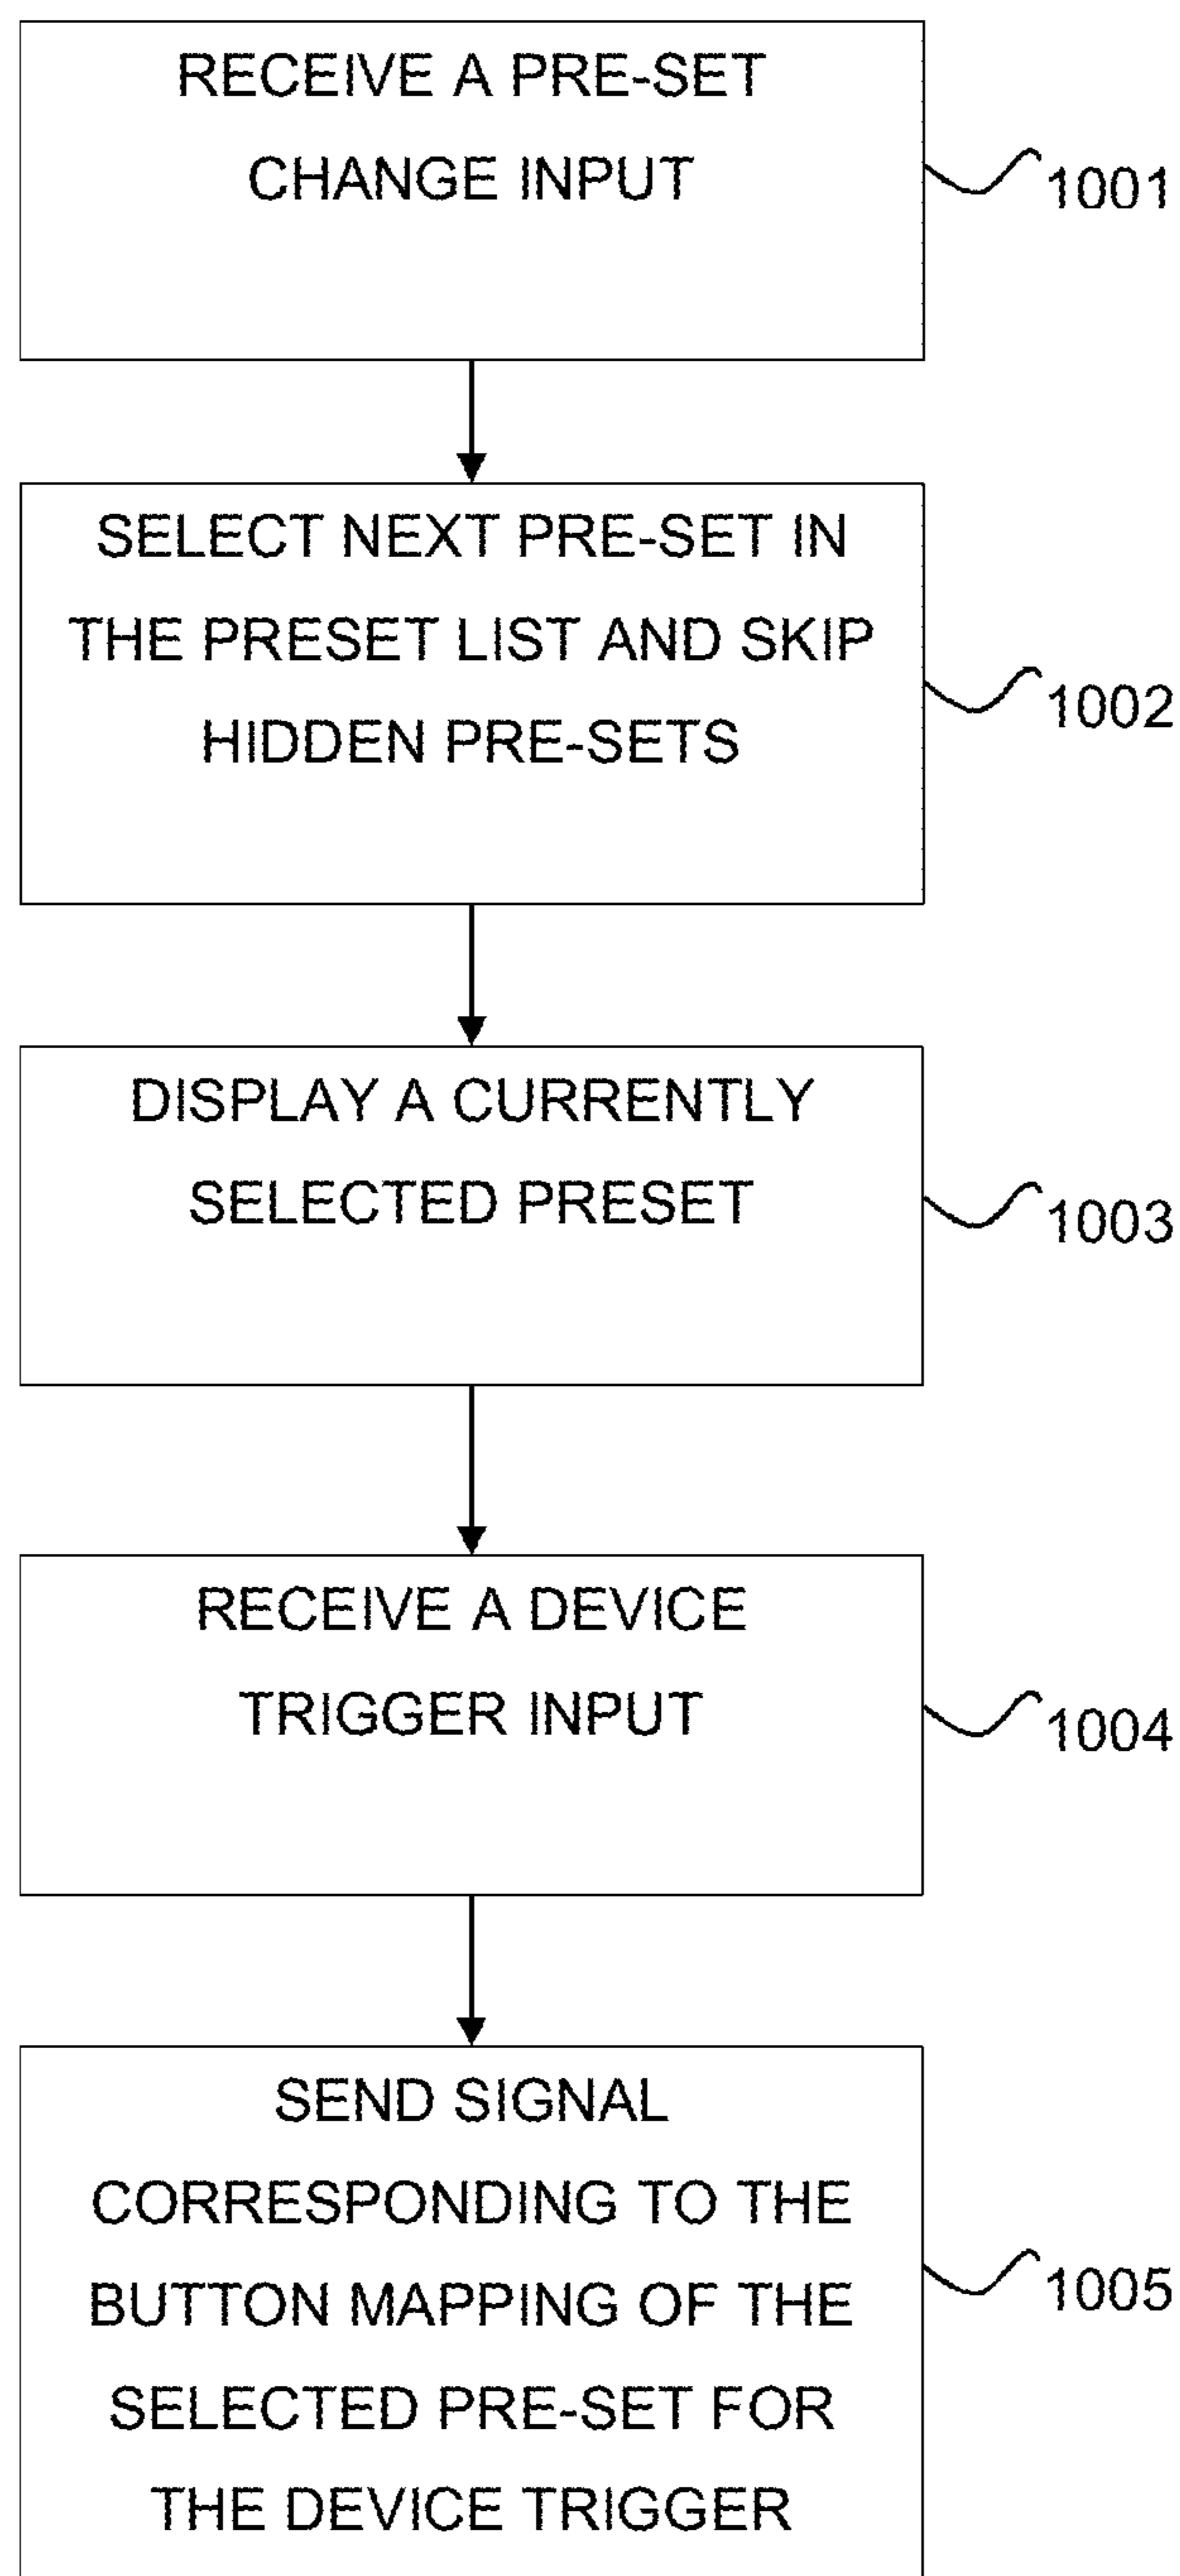 RECEIVE A PRE-SET
CHANGE INPUT
1001
SELECT NEXT PRE-SET IN
THE PRESET LIST AND SKIP
HIDDEN PRE-SETS
1002
DISPLAY A CURRENTLY
SELECTED PRESET
1003
RECEIVE A DEVICE
TRIGGER INPUT
1004
SEND SIGNAL
CORRESPONDING TO THE
BUTTON MAPPING OF THE
SELECTED PRE-SET FOR
THE DEVICE TRIGGER
1005